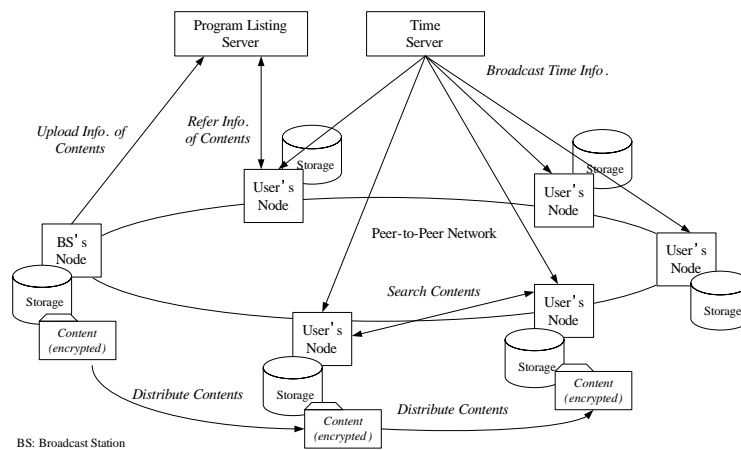 Program Listing
Server
Time
Server
Broadcast Time Info.
Upload Info. of
Contents
Refer Info.
of Contents
Storage
User's
Node
Storage
User's
Node
BS's
Node
Peer-to-Peer Network
User's
Node
Storage
Search Contents
User's
Node
Storage
User's
Node
Content
(encrypted)
Storage
Storage
Content
(encrypted)
Distribute Contents
Distribute Contents
Content
(encrypted)
BS: Broadcast Station